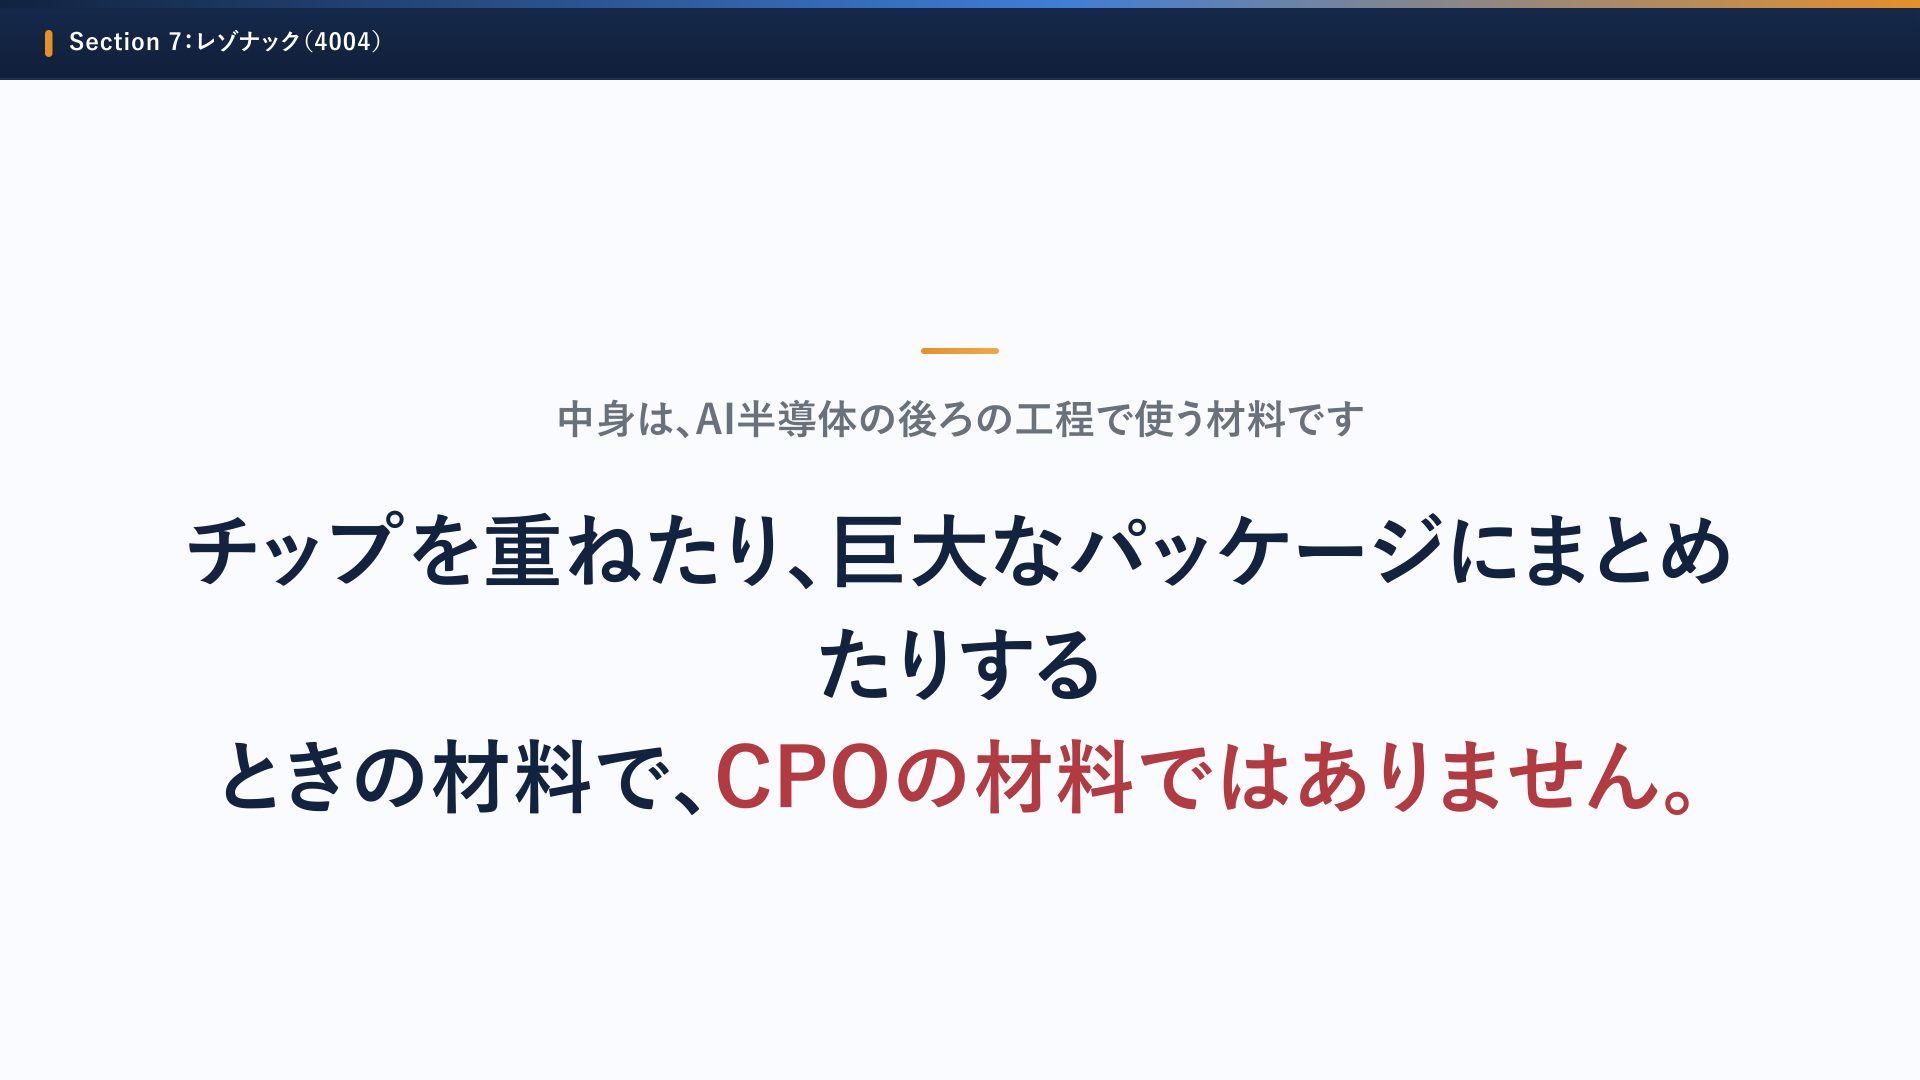 Section 7：レゾナック（4004）
中身は、AI半導体の後ろの工程で使う材料です
チップを重ねたり、巨大なパッケージにまとめ
たりする
ときの材料で、CPOの材料ではありません。